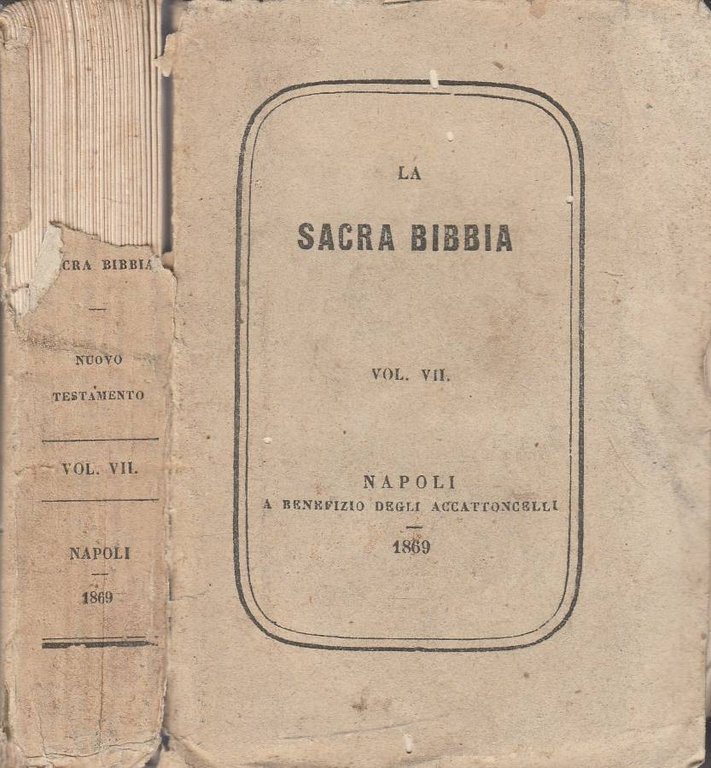 CRA BIBBIA
NUOVO
TESTAMENTO
VOL. VII.
NAPOLI
1869
LA
SACRA BIBBIA
VOL. VII.
NAPOLI
A BENEFIZIO DEGLI ACCATTONCELLI
1869